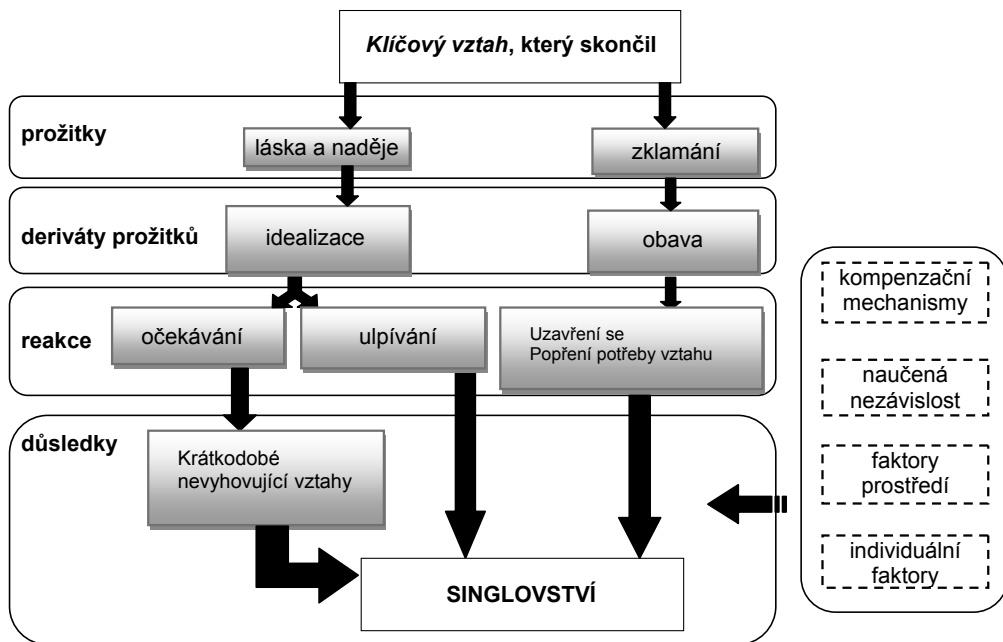 Klíčový vztah, který skončil
prožitky
láska a naděje
zklamání
deriváty prožitků
idealizace
obava
reakce
očekávání
ulpívání
Uzavření se
Popření potřeby vztahu
důsledky
Krátkodobé
nevyhovující vztahy
SINGLOVSTVÍ
kompenzační
mechanismy
naučená
nezávislost
faktory
prostředí
individuální
faktory